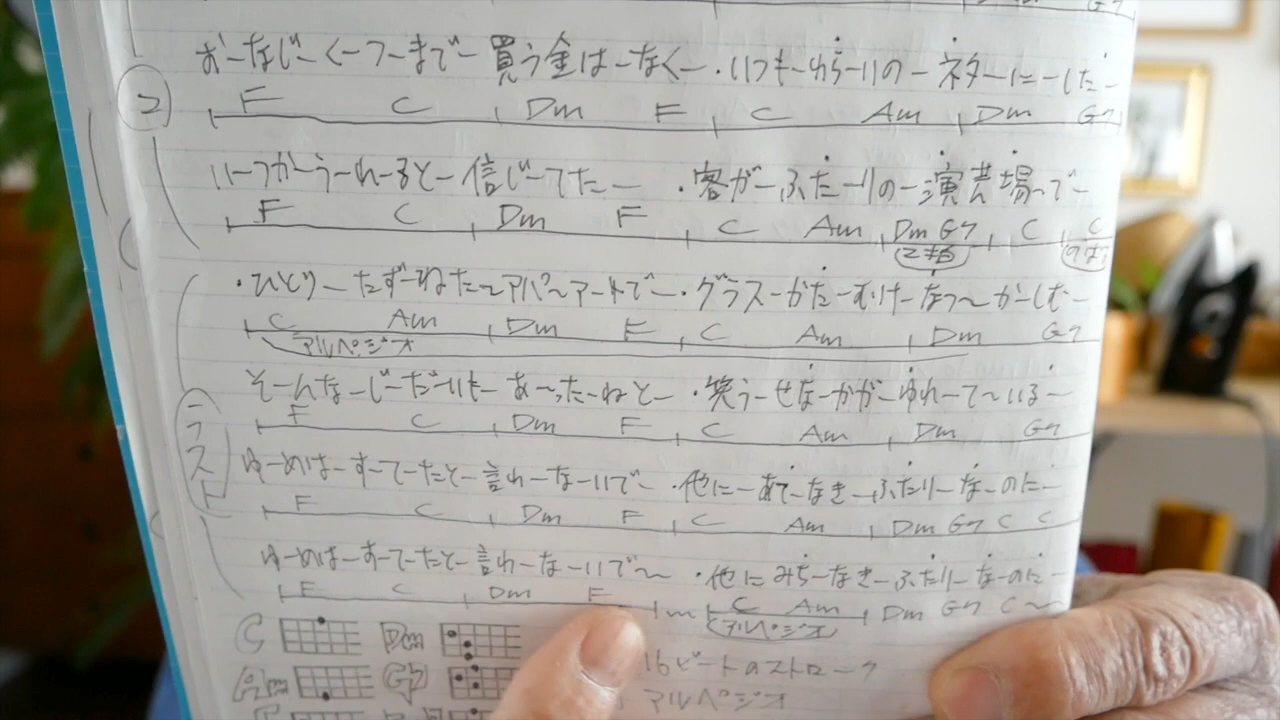 G7
おーなじーくーつーまでー買う金はーなくー・いつもーわらーいのーネターにーしたー
2
F C Dm F C Am Dm G7
いーつかーうーれーるとー信じーてたー ・客がーふたーりのー演芸場〜でー
F C Dm F C Am Dm G7 C C
・ひとりーたずーねた〜アパ〜アートでー・グラスーかたーむけーなつ〜かーしむー
C Am Dm F C Am Dm G7
アルペジオ
そーんなーじーだーいもーあ〜ったーねとー ・笑うーせなーかがーゆれーて〜いるー
F C Dm F C Am Dm G7
ラスト
ゆーめはーすーてーたとー言わーなーいでー ・他にーあてーなきーふたりーなーのにー
F C Dm F C Am Dm G7 C C
ゆーめはーすーてーたとー言わーなーいで〜 ・他にみちーなきーふたりーなーのにー
F C Dm F C Am Dm G7 C〜
アルペジオ
C Dm
16ビートのストローク
Am G7
アルペジオ